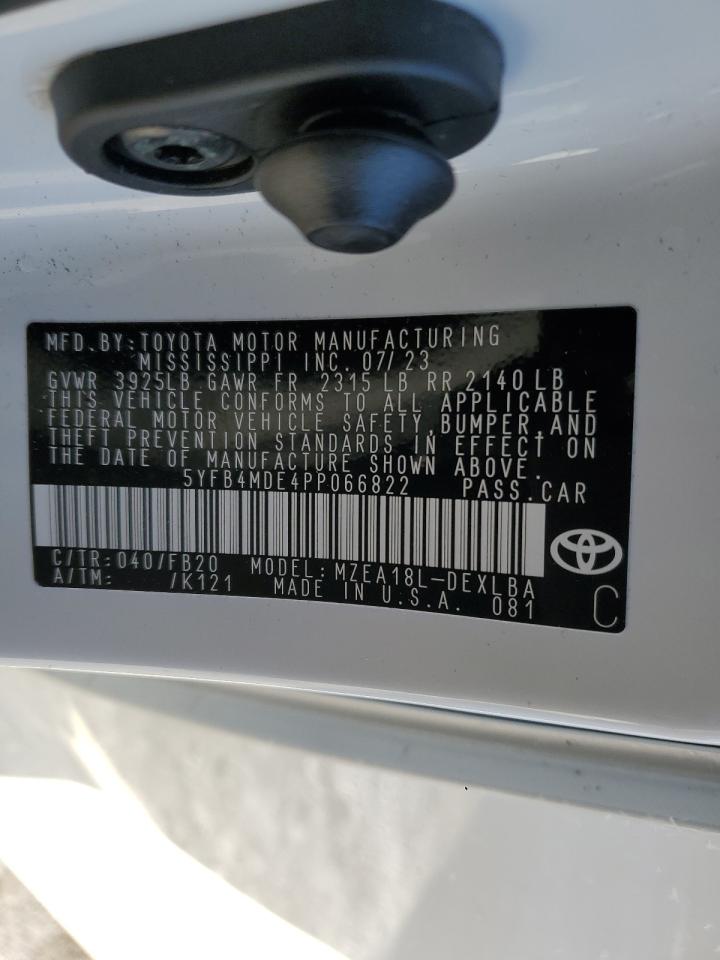 MFD.BY:TOYOTA MOTOR MANUFACTURING
MISSISSIPPI INC. 07/23
GVWR 3925LB GAWR FR 2315 LB RR 2140LB
THIS VEHICLE CONFORMS TO ALL APPLICABLE
FEDERAL MOTOR VEHICLE SAFETY,BUMPER,AND
THEFT PREVENTION STANDARDS IN EFFECT ON
THE DATE OF MANUFACTURE SHOWN ABOVE.
5YFB4MDE4PP066822 PASS.CAR
C/TR:040/FB20 MODEL:MZEA18L-DEXLBA
A/TM: /K121 MADE IN U.S.A. 081
C